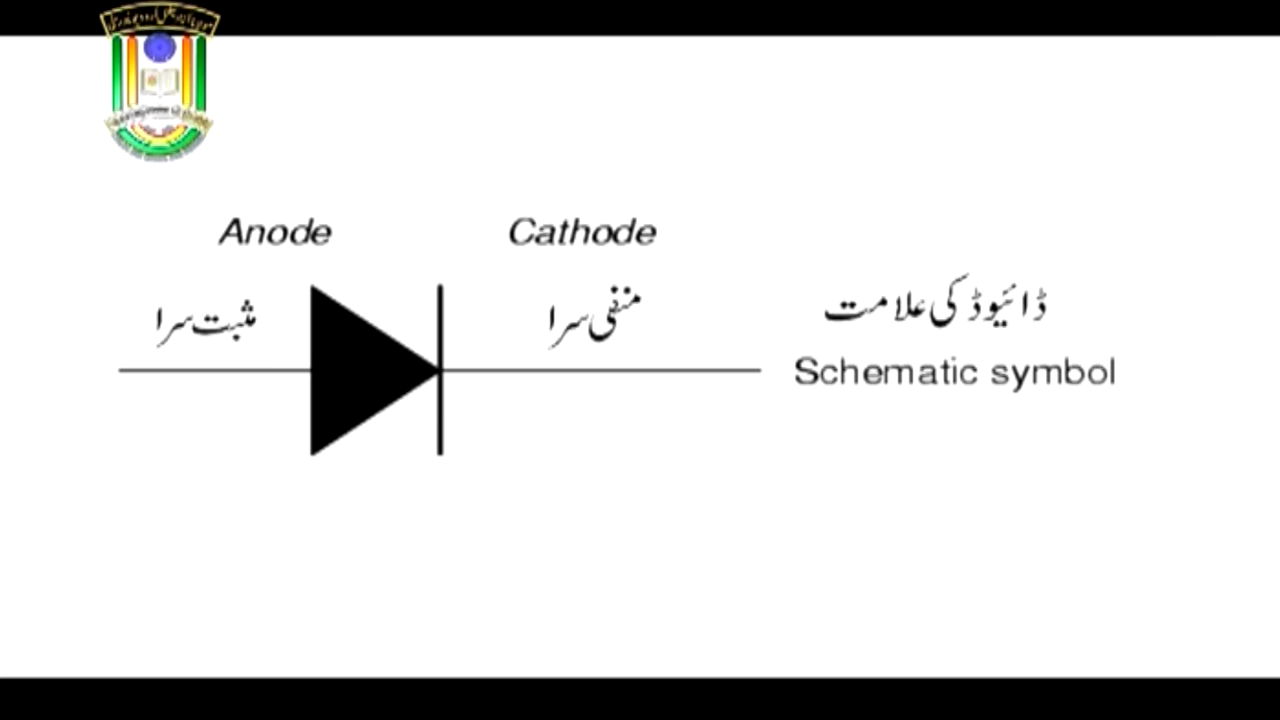 Anode
Cathode
مثبت سرا
منفی سرا
ڈائیوڈ کی علامت
Schematic symbol